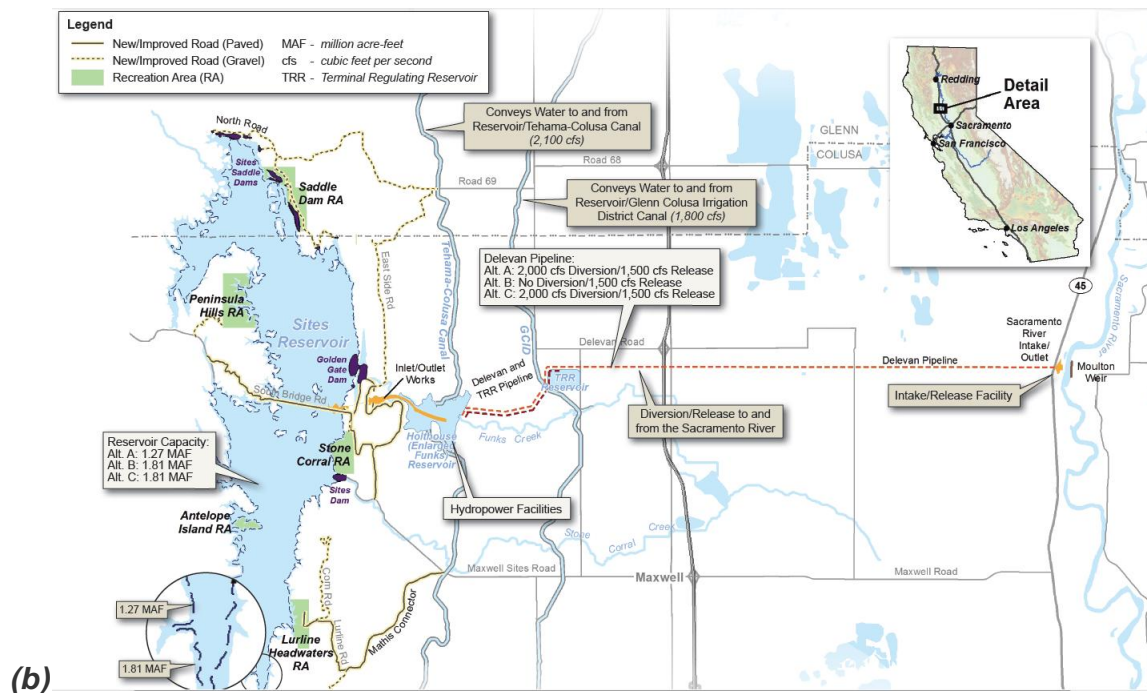 Legend
New/Improved Road (Paved)
New/Improved Road (Gravel)
Recreation Area (RA)
MAF - million acre-feet
cfs - cubic feet per second
TRR - Terminal Regulating Reservoir
North Road
Sites
Saddle
Dams
Saddle
Dam RA
Conveys Water to and from
Reservoir/Tehama-Colusa Canal
(2,100 cfs)
Road 68
Road 69
GLENN
COLUSA
Conveys Water to and from
Reservoir/Glenn Colusa Irrigation
District Canal (1,800 cfs)
Redding
Detail
Area
Sacramento
San Francisco
Los Angeles
Delevan Pipeline:
Alt. A: 2,000 cfs Diversion/1,500 cfs Release
Alt. B: No Diversion/1,500 cfs Release
Alt. C: 2,000 cfs Diversion/1,500 cfs Release
East Side Rd
Tehama-Colusa Canal
GCID
Peninsula
Hills RA
Sites
Reservoir
Golden
Gate
Dam
Inlet/Outlet
Works
Delevan and
TRR Pipeline
TRR
Reservoir
Delevan Road
Delevan Pipeline
45
Sacramento River
Sacramento
River
Intake/
Outlet
Moulton
Weir
Intake/Release Facility
Diversion/Release to and
from the Sacramento River
South Bridge Rd
Funks Creek
Holthouse
(Enlarged
Funks)
Reservoir
Stone
Corral RA
Sites
Dam
Reservoir Capacity:
Alt. A: 1.27 MAF
Alt. B: 1.81 MAF
Alt. C: 1.81 MAF
Hydropower Facilities
Antelope
Island RA
Stone Corral Creek
Maxwell Sites Road
Maxwell
Maxwell Road
Com Rd
Lurline Rd
Mathis Connector
Lurline
Headwaters
RA
1.27 MAF
1.81 MAF
(b)